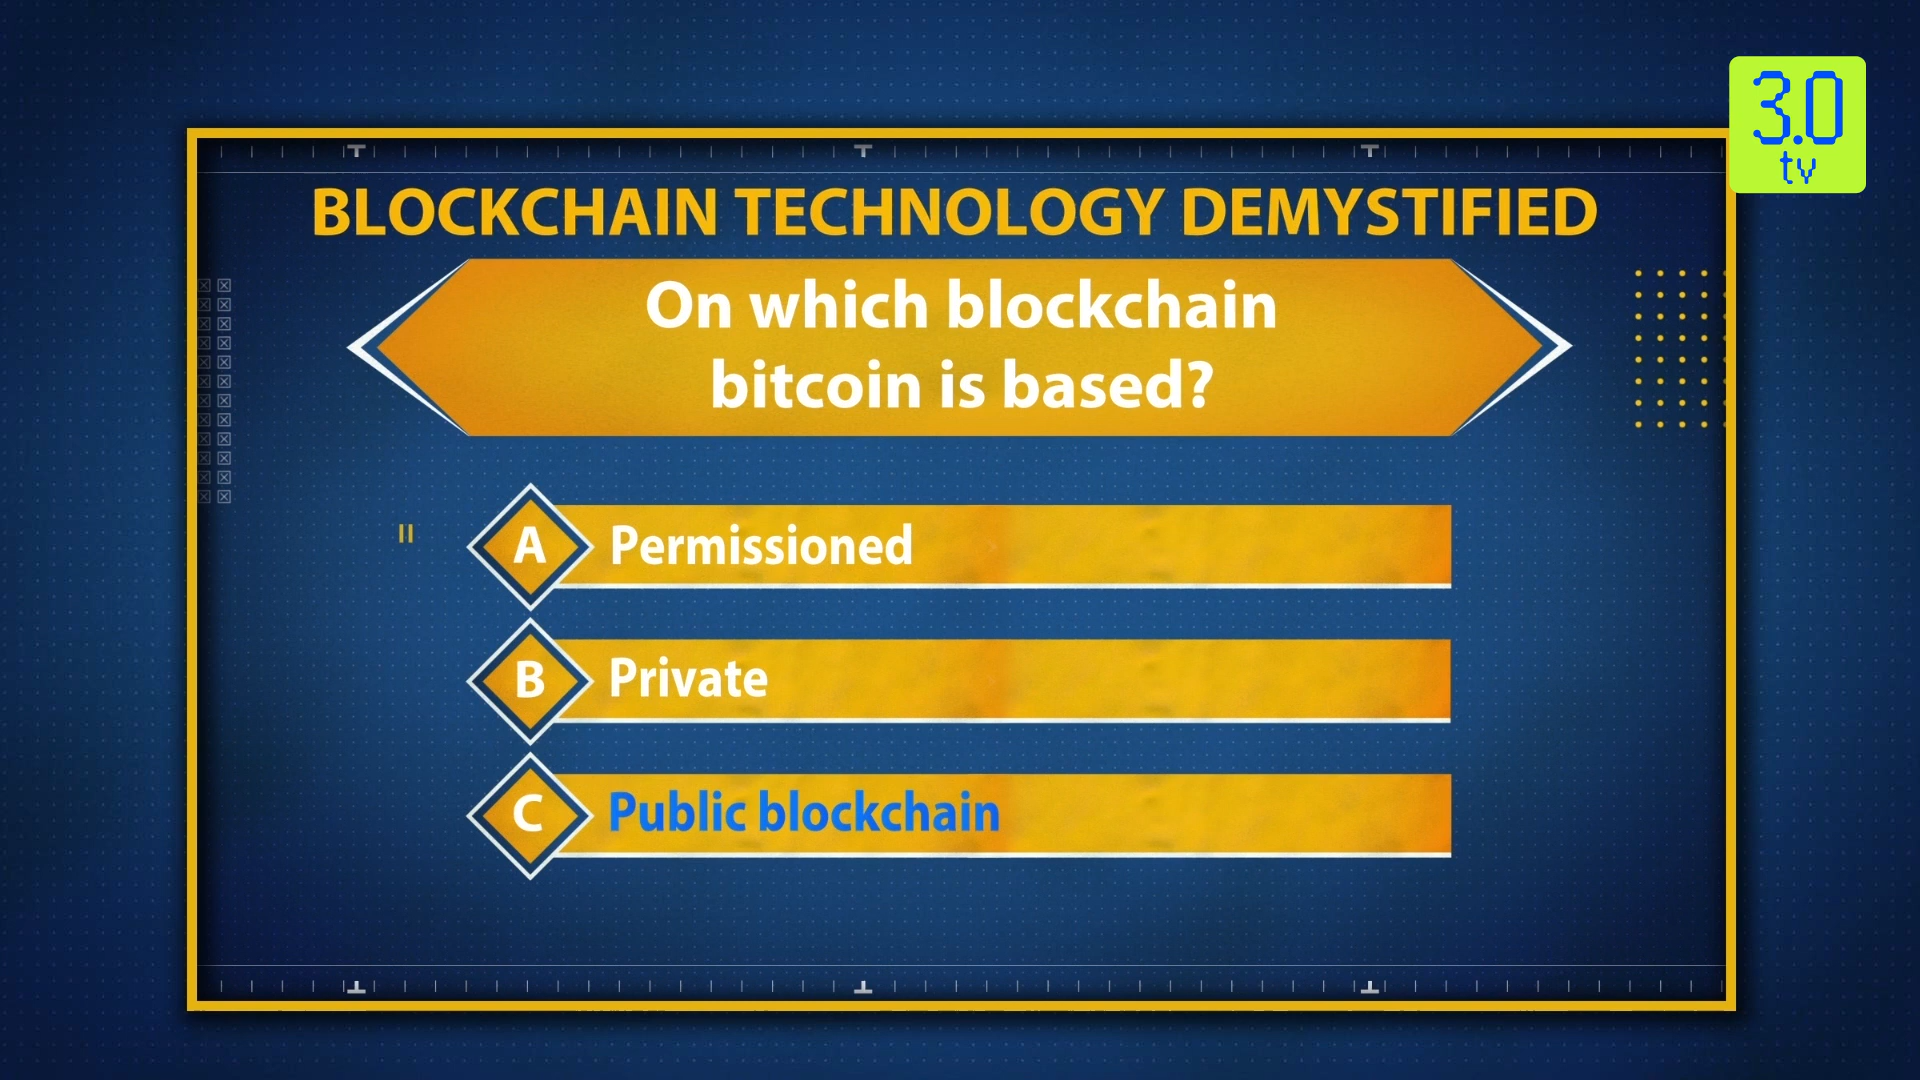 3.0
tv
BLOCKCHAIN TECHNOLOGY DEMYSTIFIED
On which blockchain
bitcoin is based?
A Permissioned
B Private
C Public blockchain